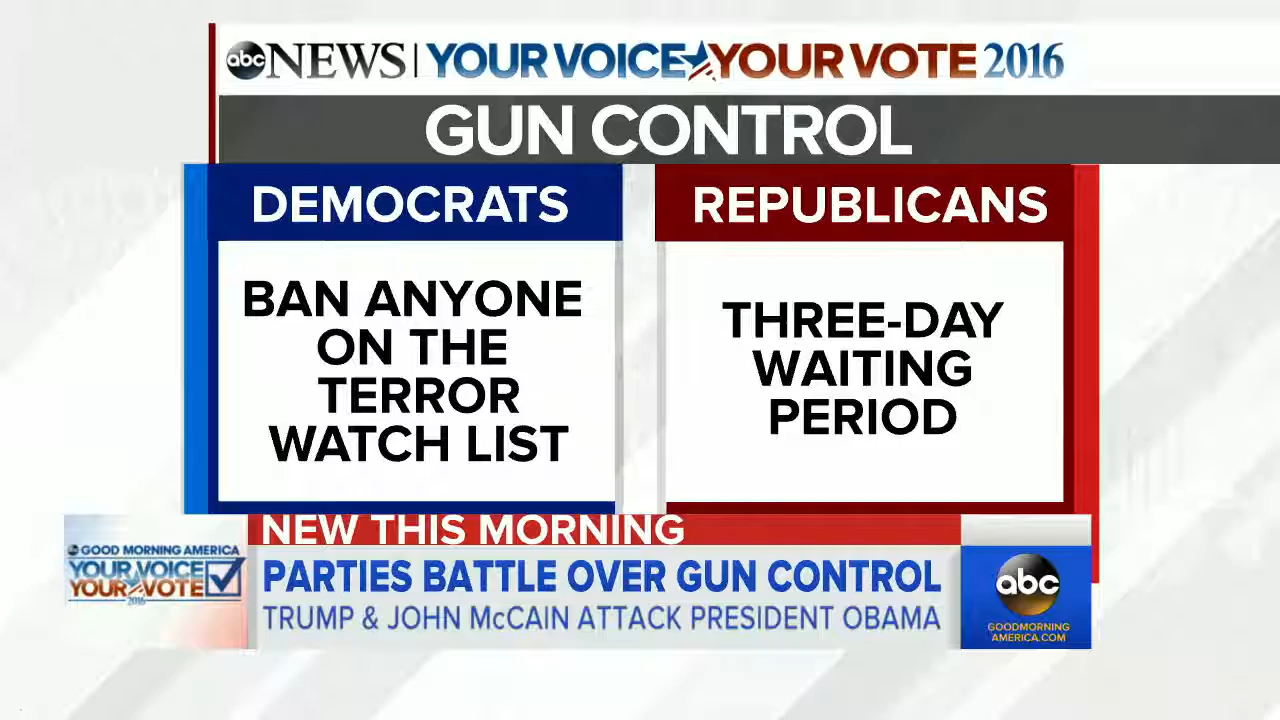 abc NEWS | YOUR VOICE YOUR VOTE 2016
GUN CONTROL
DEMOCRATS
BAN ANYONE
ON THE
TERROR
WATCH LIST
REPUBLICANS
THREE-DAY
WAITING
PERIOD
NEW THIS MORNING
PARTIES BATTLE OVER GUN CONTROL
TRUMP & JOHN McCAIN ATTACK PRESIDENT OBAMA
GOOD MORNING AMERICA
YOUR VOICE
YOUR VOTE
2016
abc
GOODMORNING
AMERICA.COM